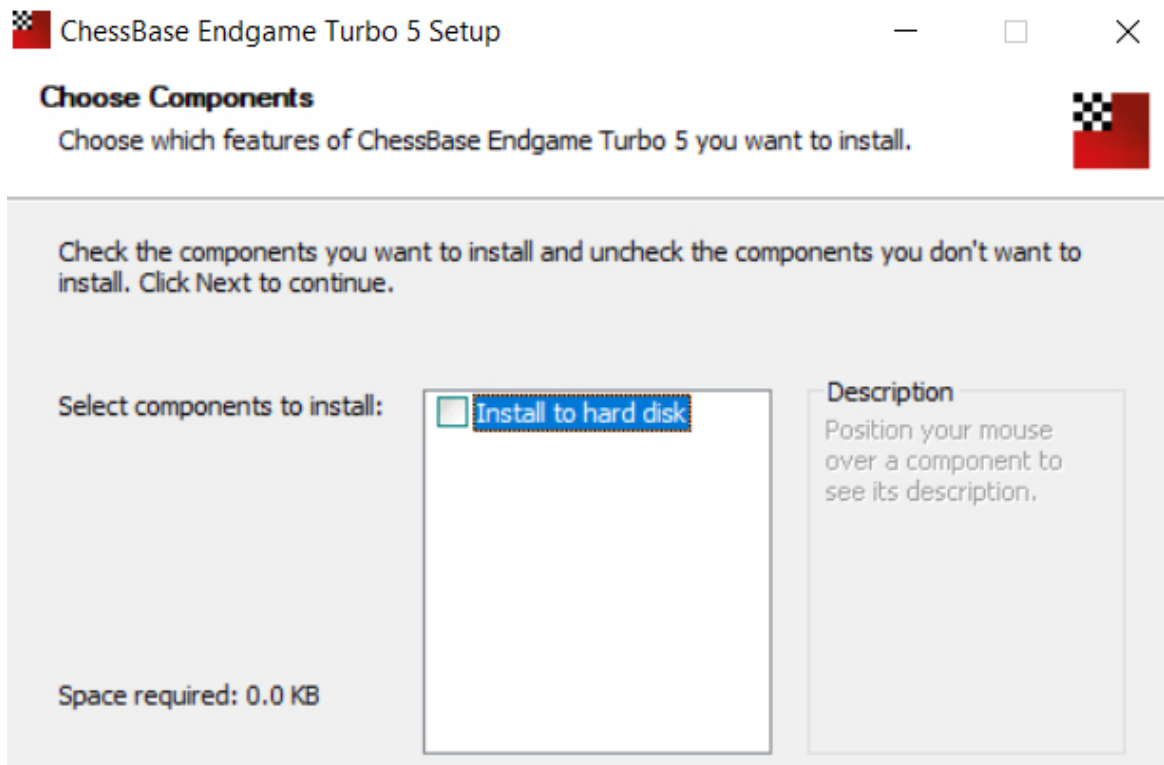 ChessBase Endgame Turbo 5 Setup
Choose Components
Choose which features of ChessBase Endgame Turbo 5 you want to install.
Check the components you want to install and uncheck the components you don't want to
install. Click Next to continue.
Select components to install:
Install to hard disk
Description
Position your mouse
over a component to
see its description.
Space required: 0.0 KB